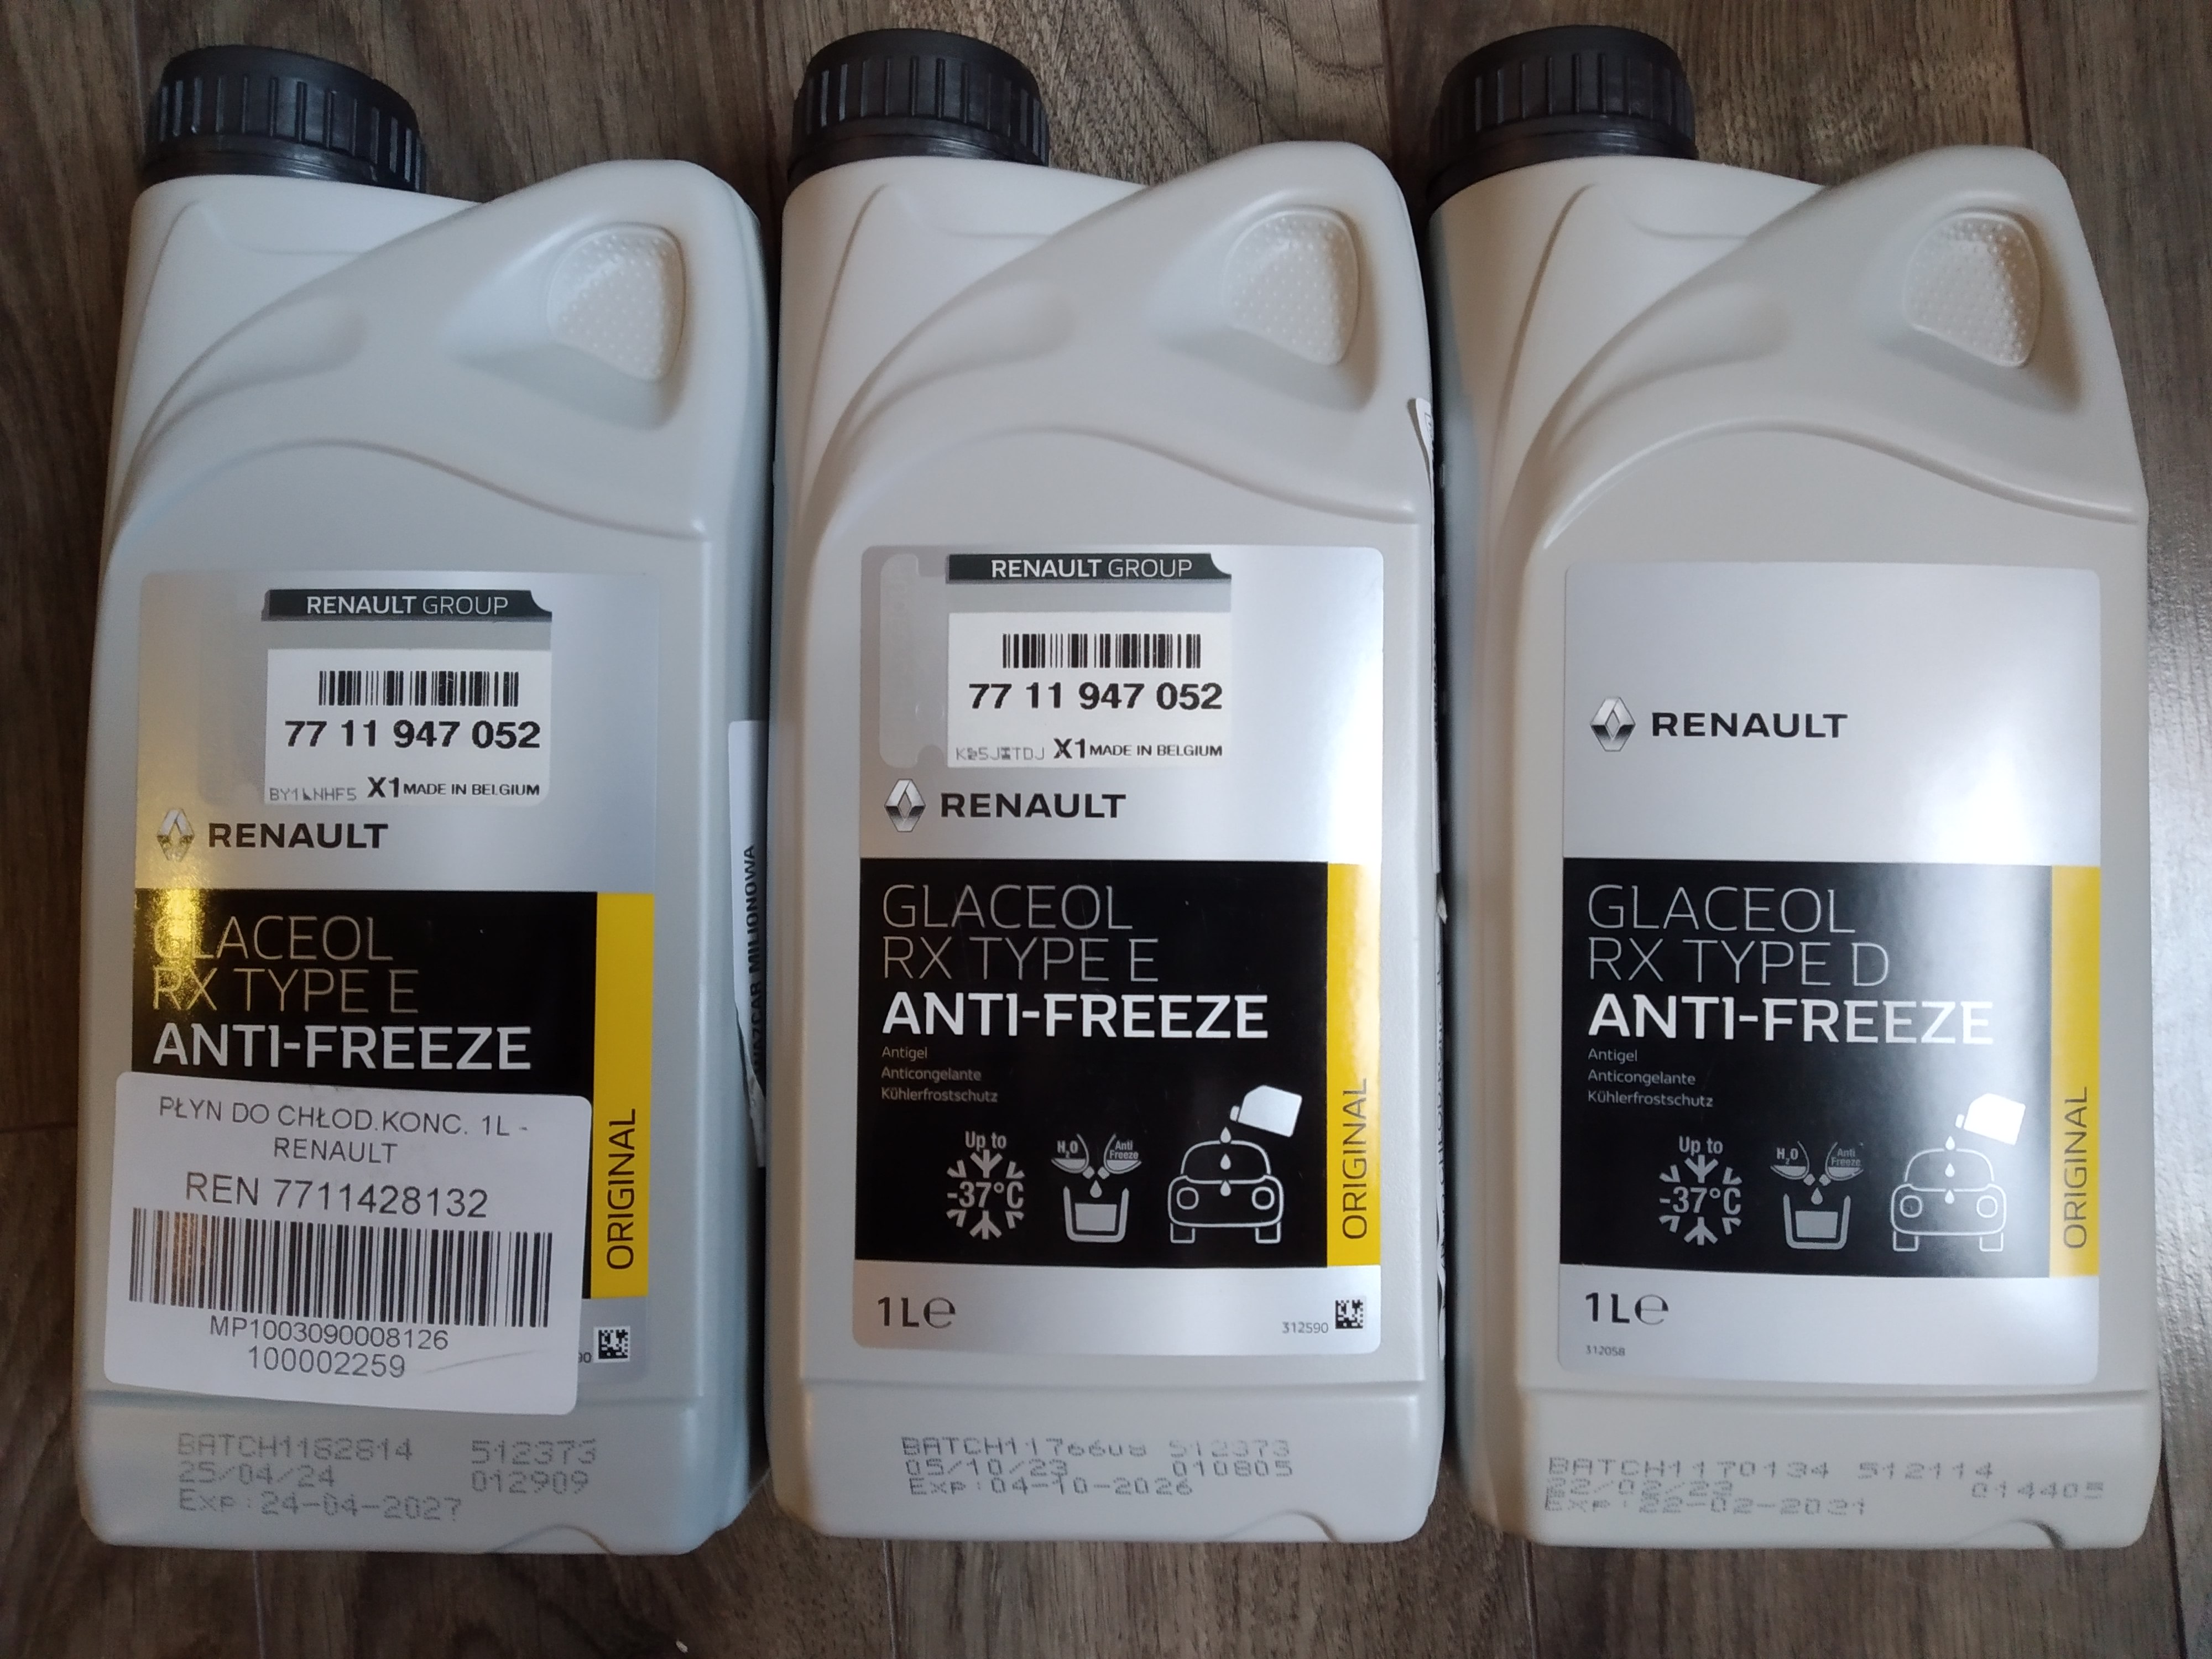 RENAULT GROUP
77 11 947 052
X1 MADE IN BELGIUM
RENAULT
GLACEOL
RX TYPE E
ANTI-FREEZE
ORIGINAL
PŁYN DO CHŁOD.KONC. 1L -
RENAULT
REN 7711428132
MP1003090008126
100002259
BATCH1182814 512373
25/04/24 012909
Exp:24-04-2027
MILIONOWA
RENAULT GROUP
77 11 947 052
X1 MADE IN BELGIUM
RENAULT
GLACEOL
RX TYPE E
ANTI-FREEZE
Antigel
Anticongelante
Kühlerfrostschutz
Up to
-37°C
H₂O
Anti
Freeze
ORIGINAL
1L℮
312590
BATCH1176608 512373
05/10/23 010805
Exp:04-10-2026
RENAULT
GLACEOL
RX TYPE D
ANTI-FREEZE
Antigel
Anticongelante
Kühlerfrostschutz
Up to
-37°C
H₂O
Anti
Freeze
ORIGINAL
1L℮
312058
BATCH1170134 512114
014405